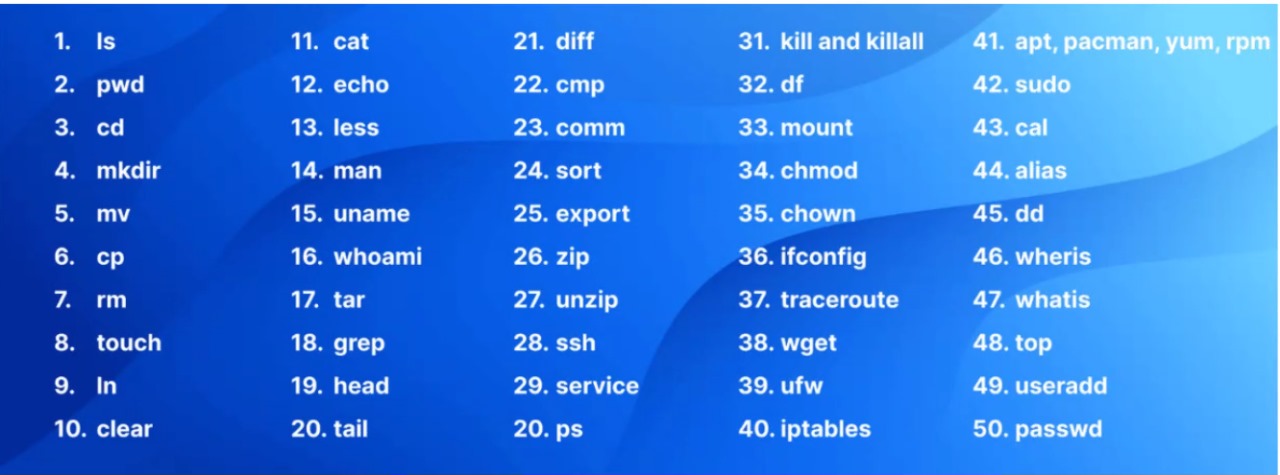 1. ls
2. pwd
3. cd
4. mkdir
5. mv
6. cp
7. rm
8. touch
9. ln
10. clear
11. cat
12. echo
13. less
14. man
15. uname
16. whoami
17. tar
18. grep
19. head
20. tail
21. diff
22. cmp
23. comm
24. sort
25. export
26. zip
27. unzip
28. ssh
29. service
20. ps
31. kill and killall
32. df
33. mount
34. chmod
35. chown
36. ifconfig
37. traceroute
38. wget
39. ufw
40. iptables
41. apt, pacman, yum, rpm
42. sudo
43. cal
44. alias
45. dd
46. wheris
47. whatis
48. top
49. useradd
50. passwd